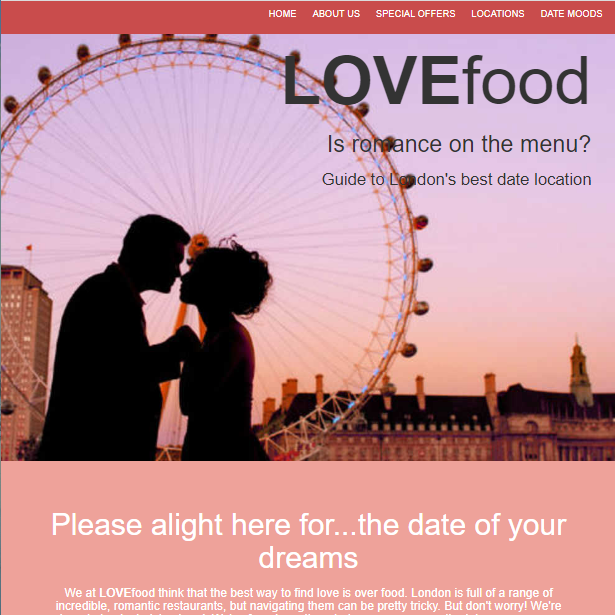 HOME ABOUT US SPECIAL OFFERS LOCATIONS DATE MOODS
LOVEfood
Is romance on the menu?
Guide to London's best date location
Please alight here for...the date of your
dreams
We at LOVEfood think that the best way to find love is over food. London is full of a range of
incredible, romantic restaurants, but navigating them can be pretty tricky. But don't worry! We're